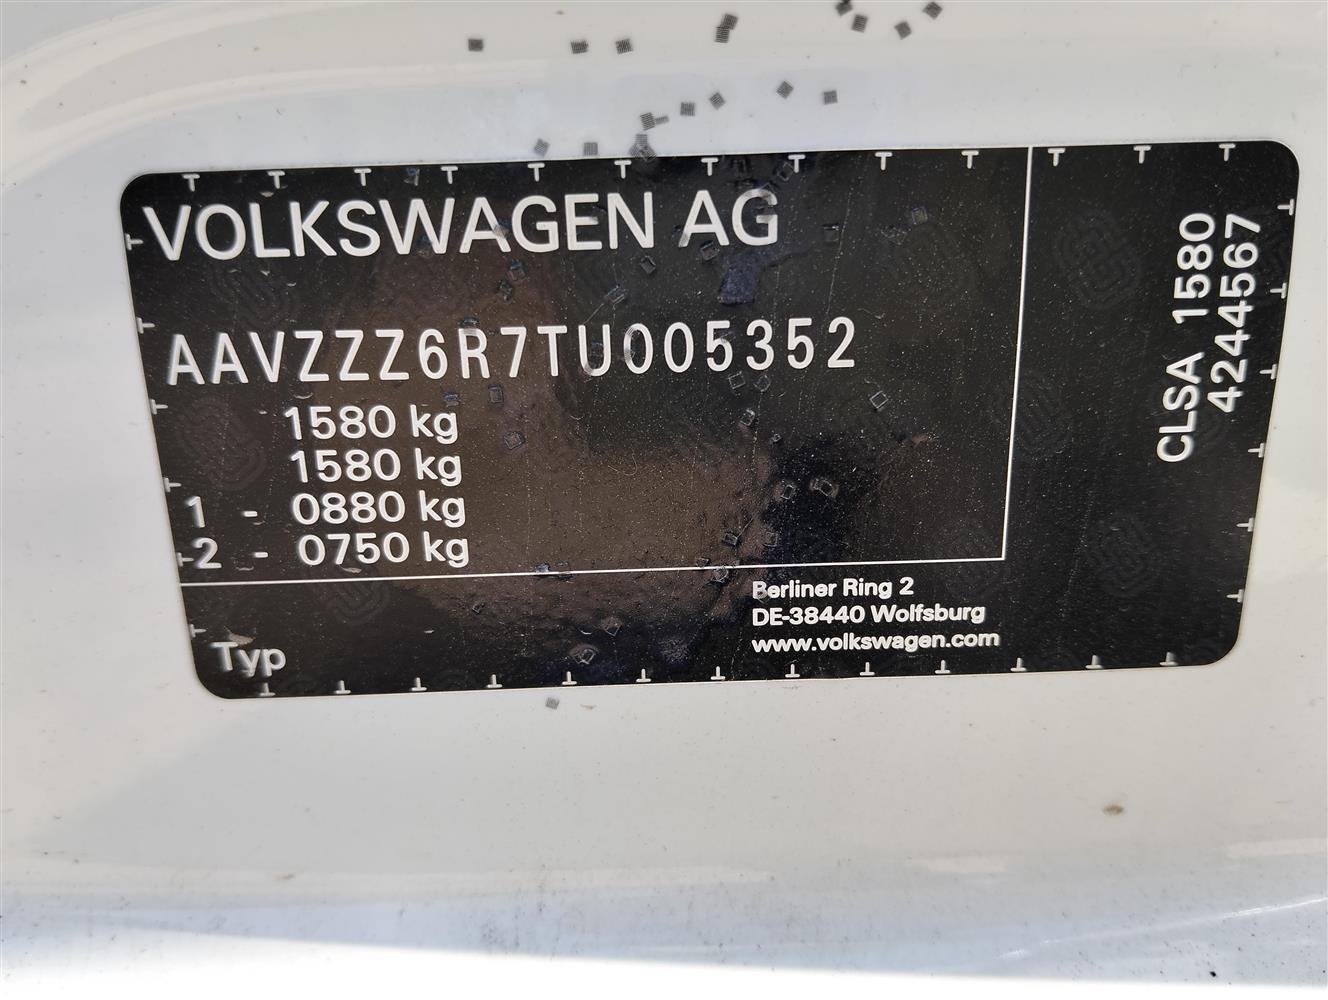 VOLKSWAGEN AG
AAVZZZ6R7TU005352
1580 kg
1580 kg
1 - 0880 kg
2 - 0750 kg
Typ
Berliner Ring 2
DE-38440 Wolfsburg
www.volkswagen.com
CLSA 1580
4244567